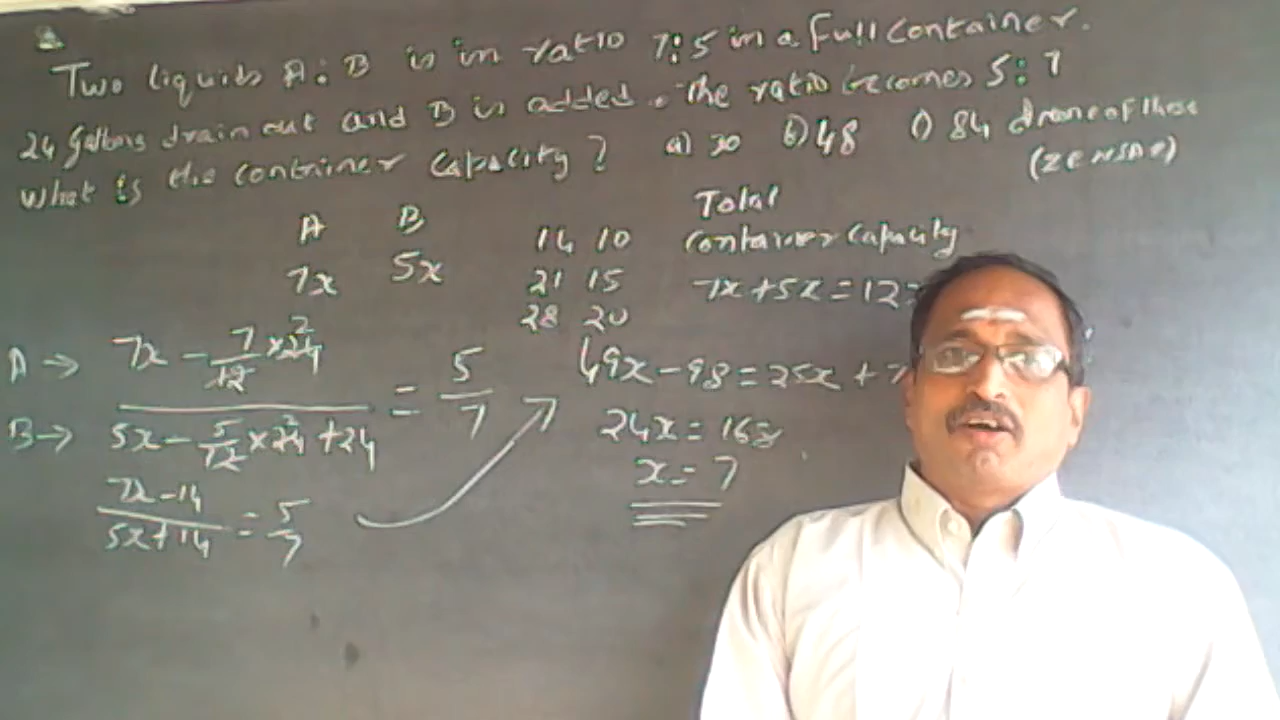 Two liquids A : B is in ratio 7:5 in a Full Container.
24 gallons drain out and B is added. The ratio becomes 5:7
What is the container capacity? a) 30 b) 48 c) 84 d) none of these
(ZENSAR)
A B
7x 5x
14 10
21 15
28 20
Total
container capacity
7x + 5x = 12
A → 7x − 7/12 × 24 2
B → 5x − 5/12 × 24 2 + 24
= 5/7
7x − 14 / 5x + 14 = 5/7
49x − 98 = 25x + 7
24x = 168
x = 7